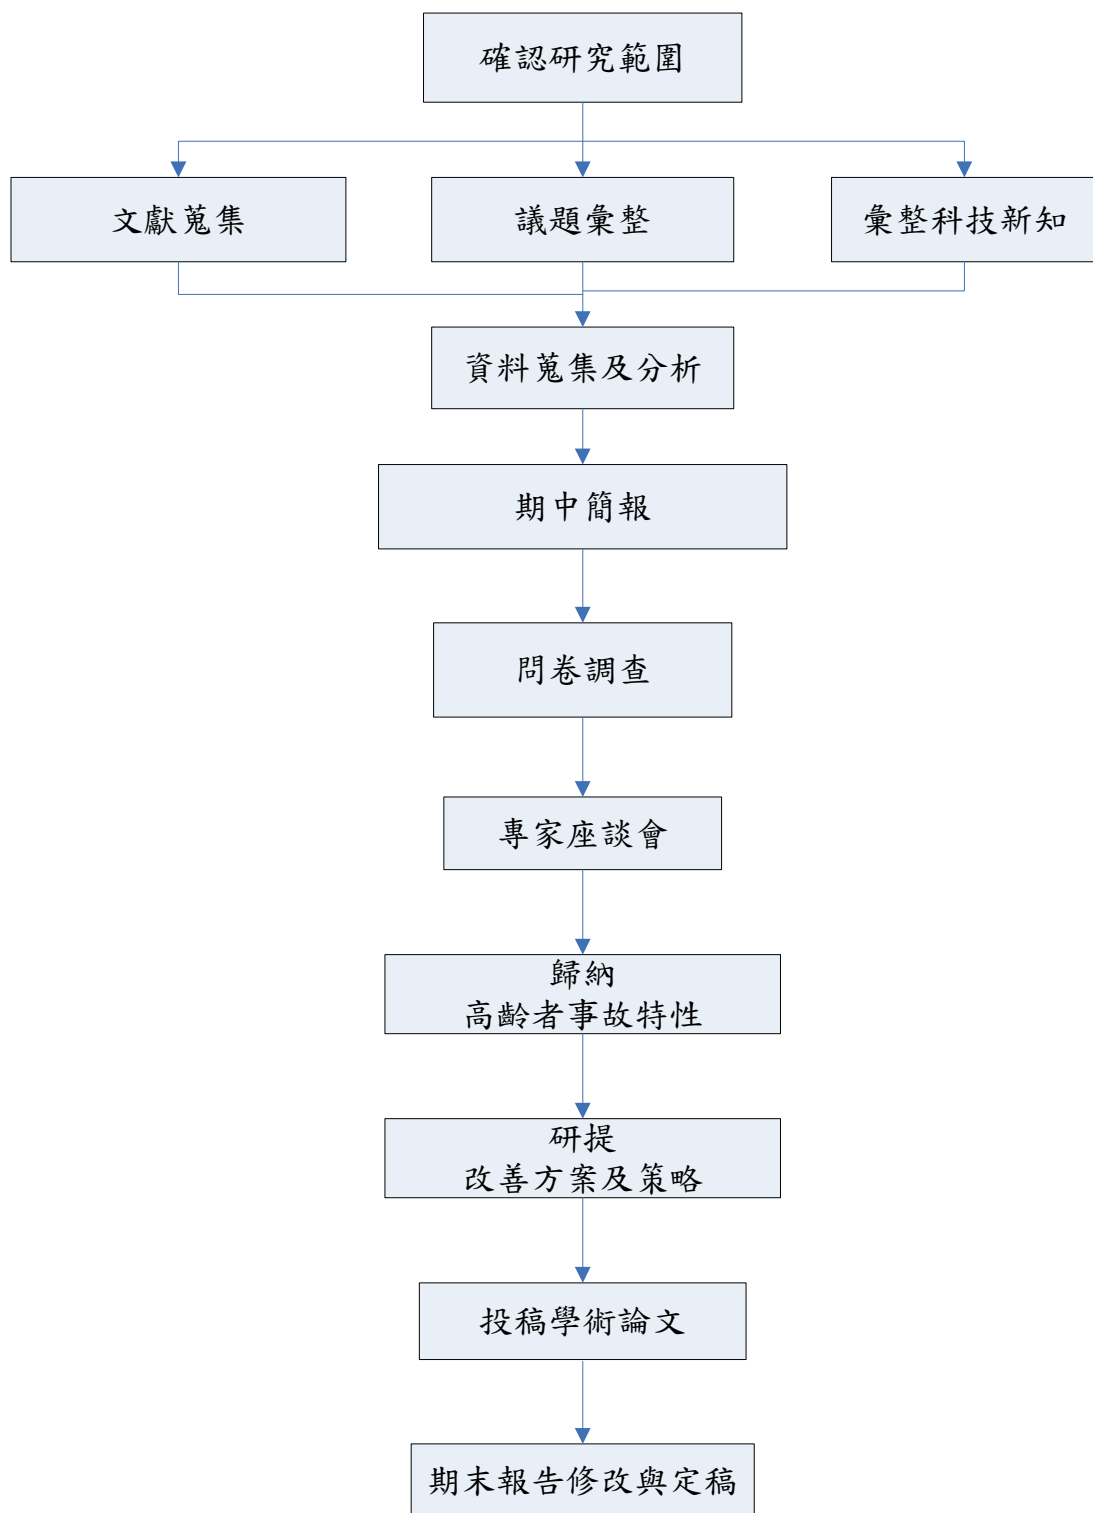 確認研究範圍
文獻蒐集
議題彙整
彙整科技新知
資料蒐集及分析
期中簡報
問卷調查
專家座談會
歸納
高齡者事故特性
研提
改善方案及策略
投稿學術論文
期末報告修改與定稿